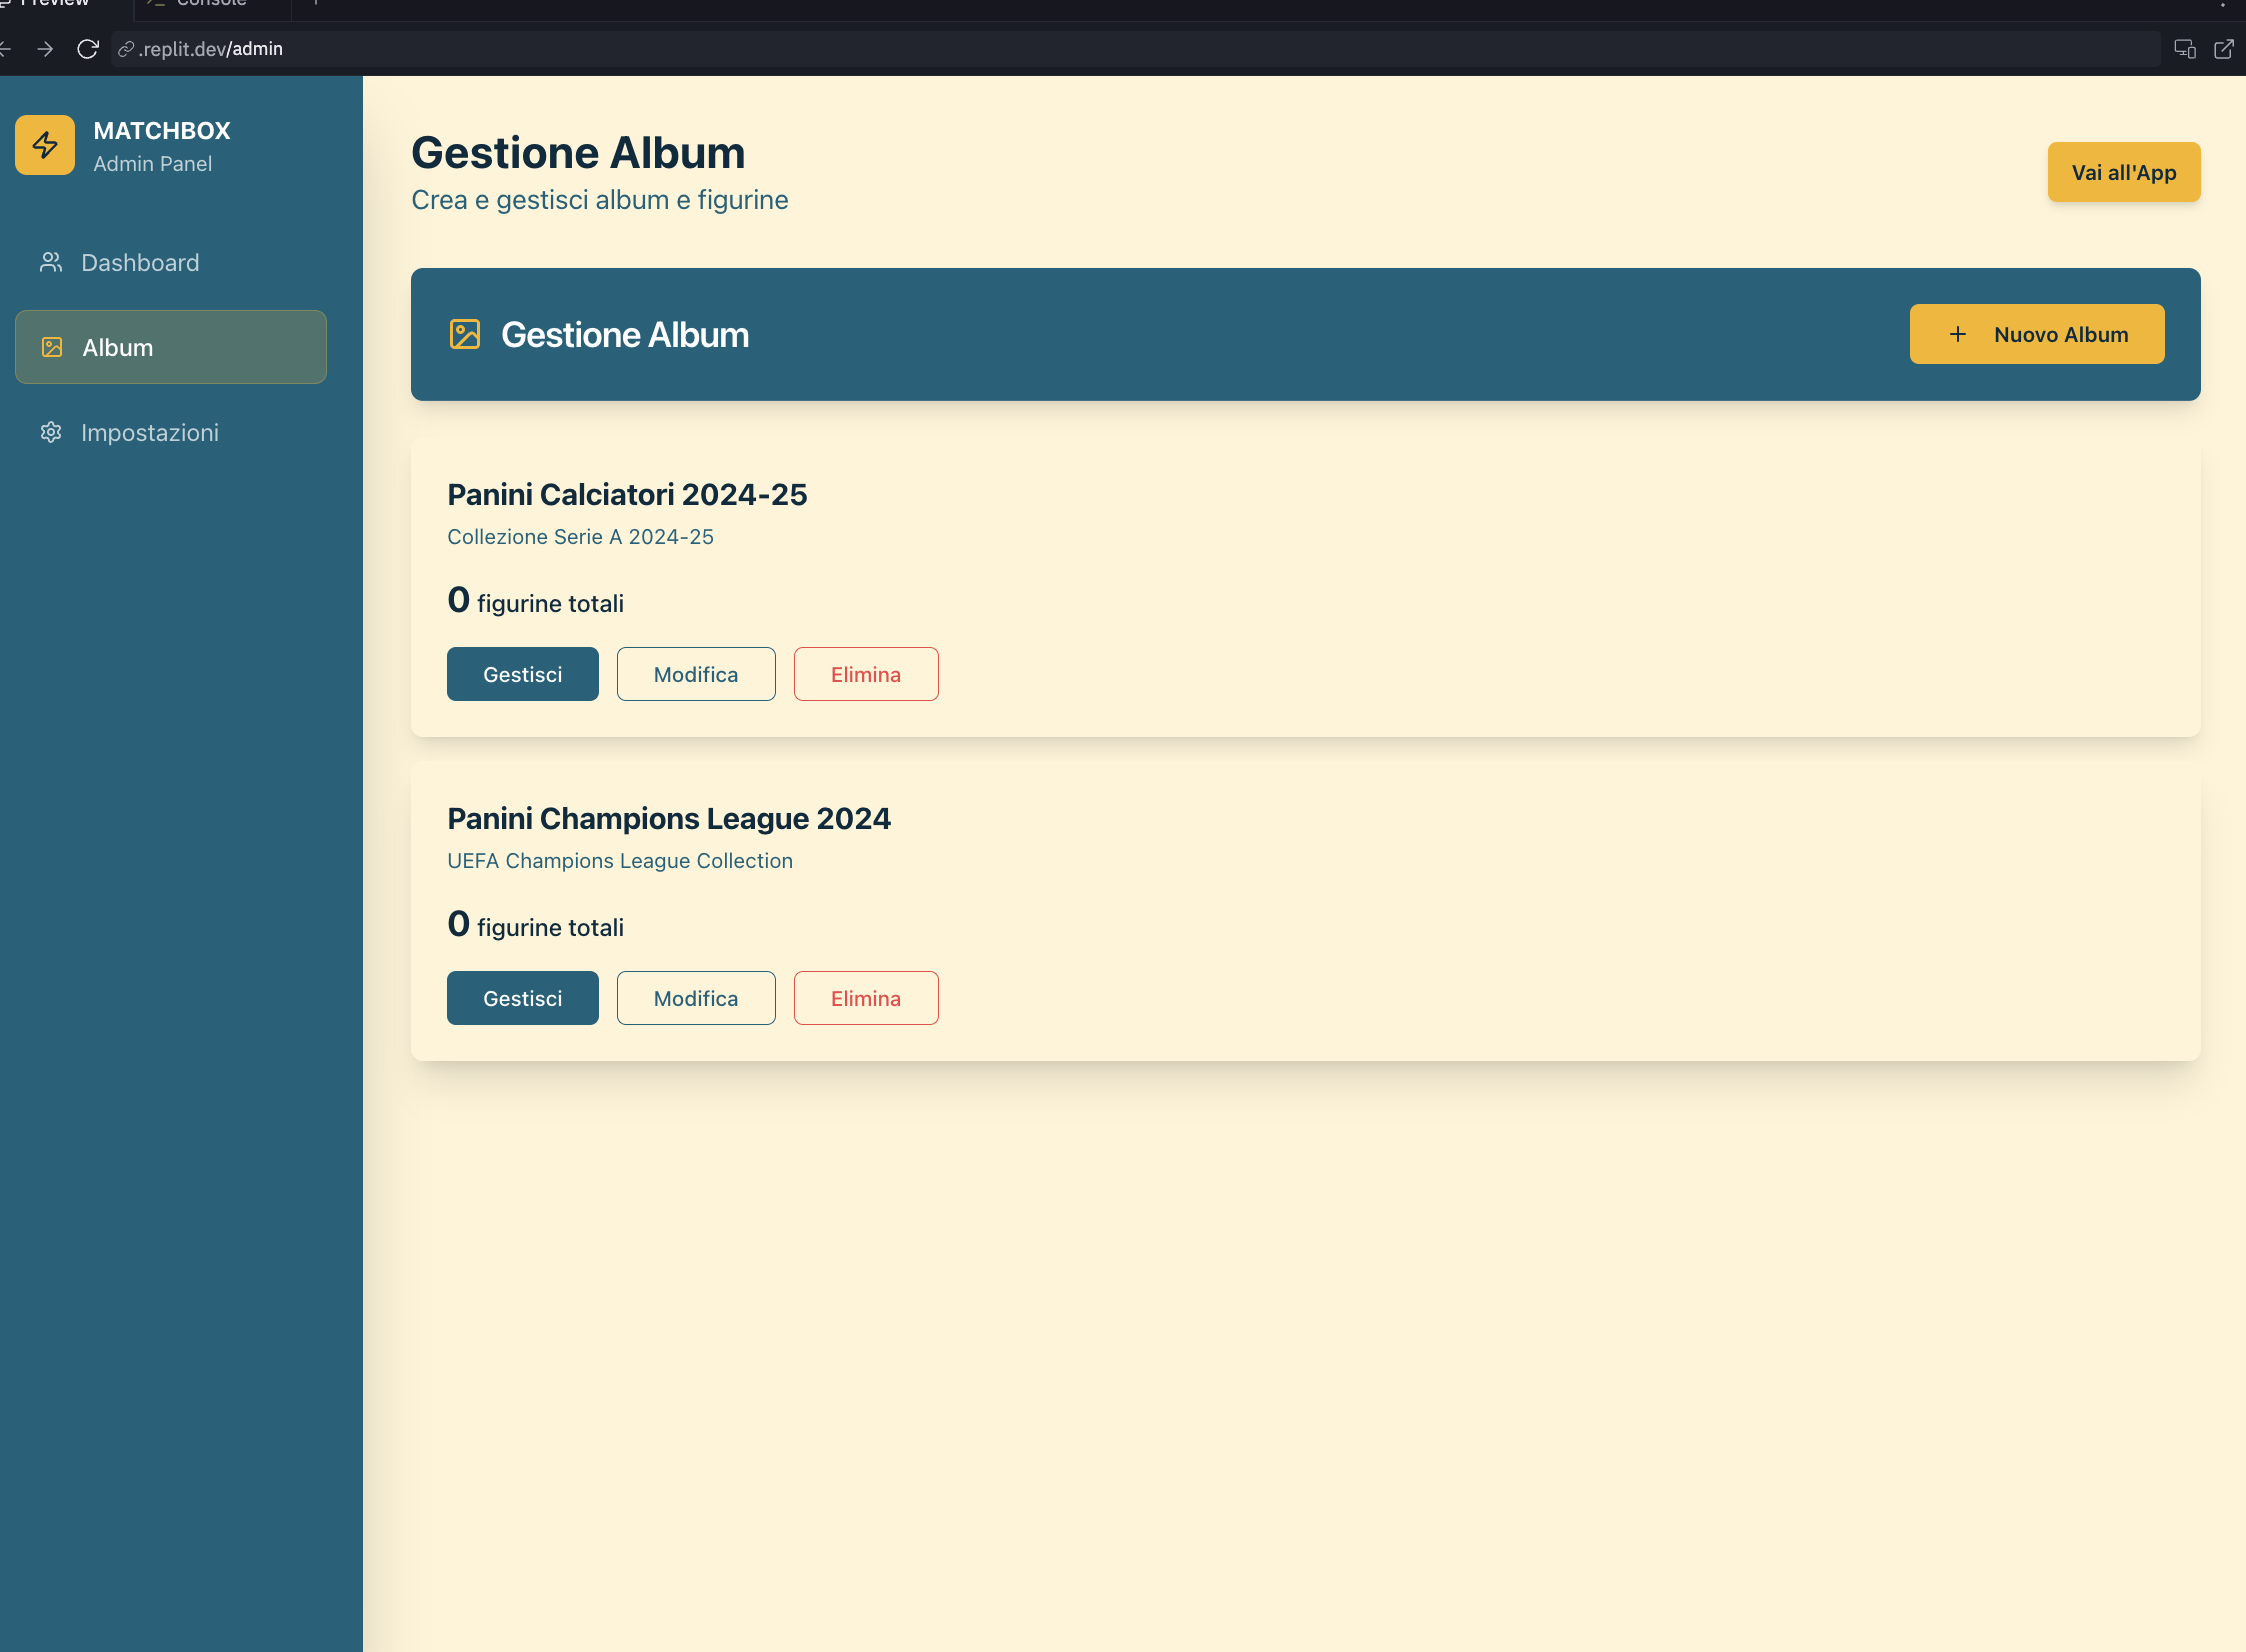 Preview
Console
.replit.dev/admin
MATCHBOX
Admin Panel
Dashboard
Album
Impostazioni
Gestione Album
Crea e gestisci album e figurine
Vai all'App
Gestione Album
Nuovo Album
Panini Calciatori 2024-25
Collezione Serie A 2024-25
0 figurine totali
Gestisci
Modifica
Elimina
Panini Champions League 2024
UEFA Champions League Collection
0 figurine totali
Gestisci
Modifica
Elimina